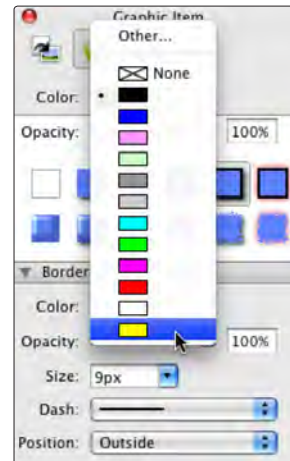 Graphic Item
Other...
None
Color:
Opacity:
100%
Border
Color:
Opacity:
100%
Size:
9px
Dash:
Position:
Outside